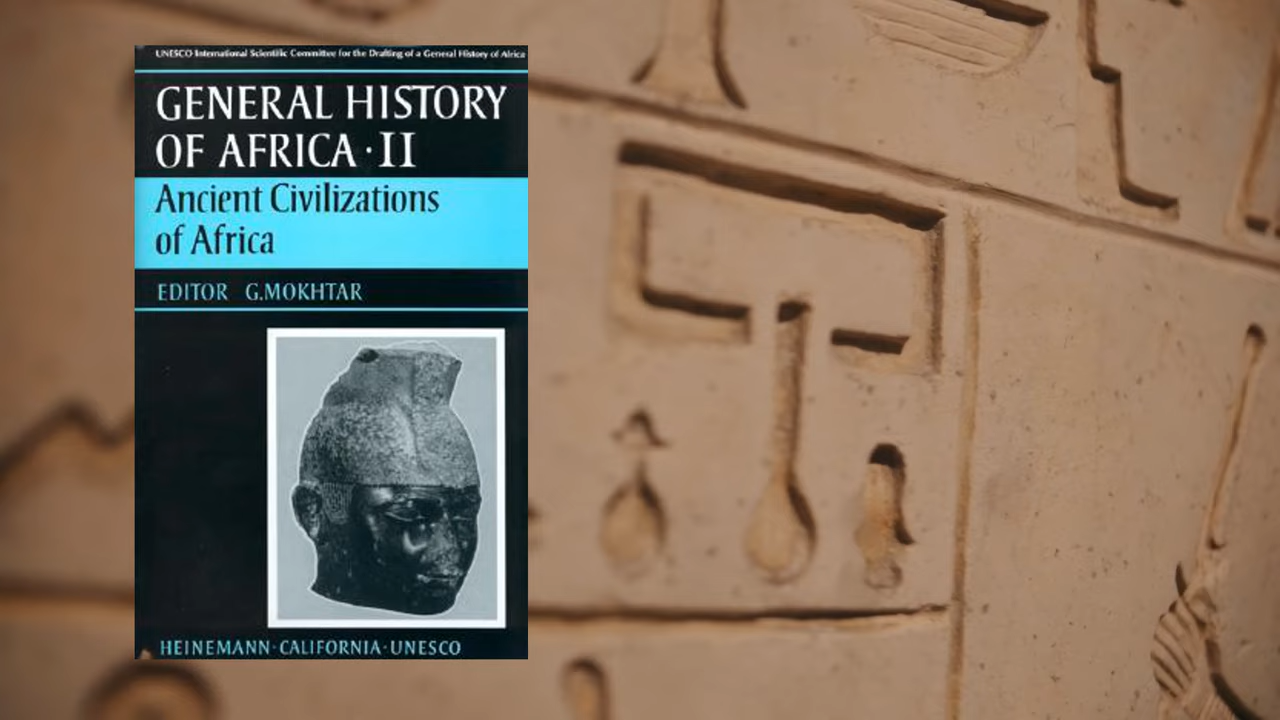 UNESCO International Scientific Committee for the Drafting of a General History of Africa
GENERAL HISTORY
OF AFRICA · II
Ancient Civilizations
of Africa
EDITOR G.MOKHTAR
HEINEMANN · CALIFORNIA · UNESCO